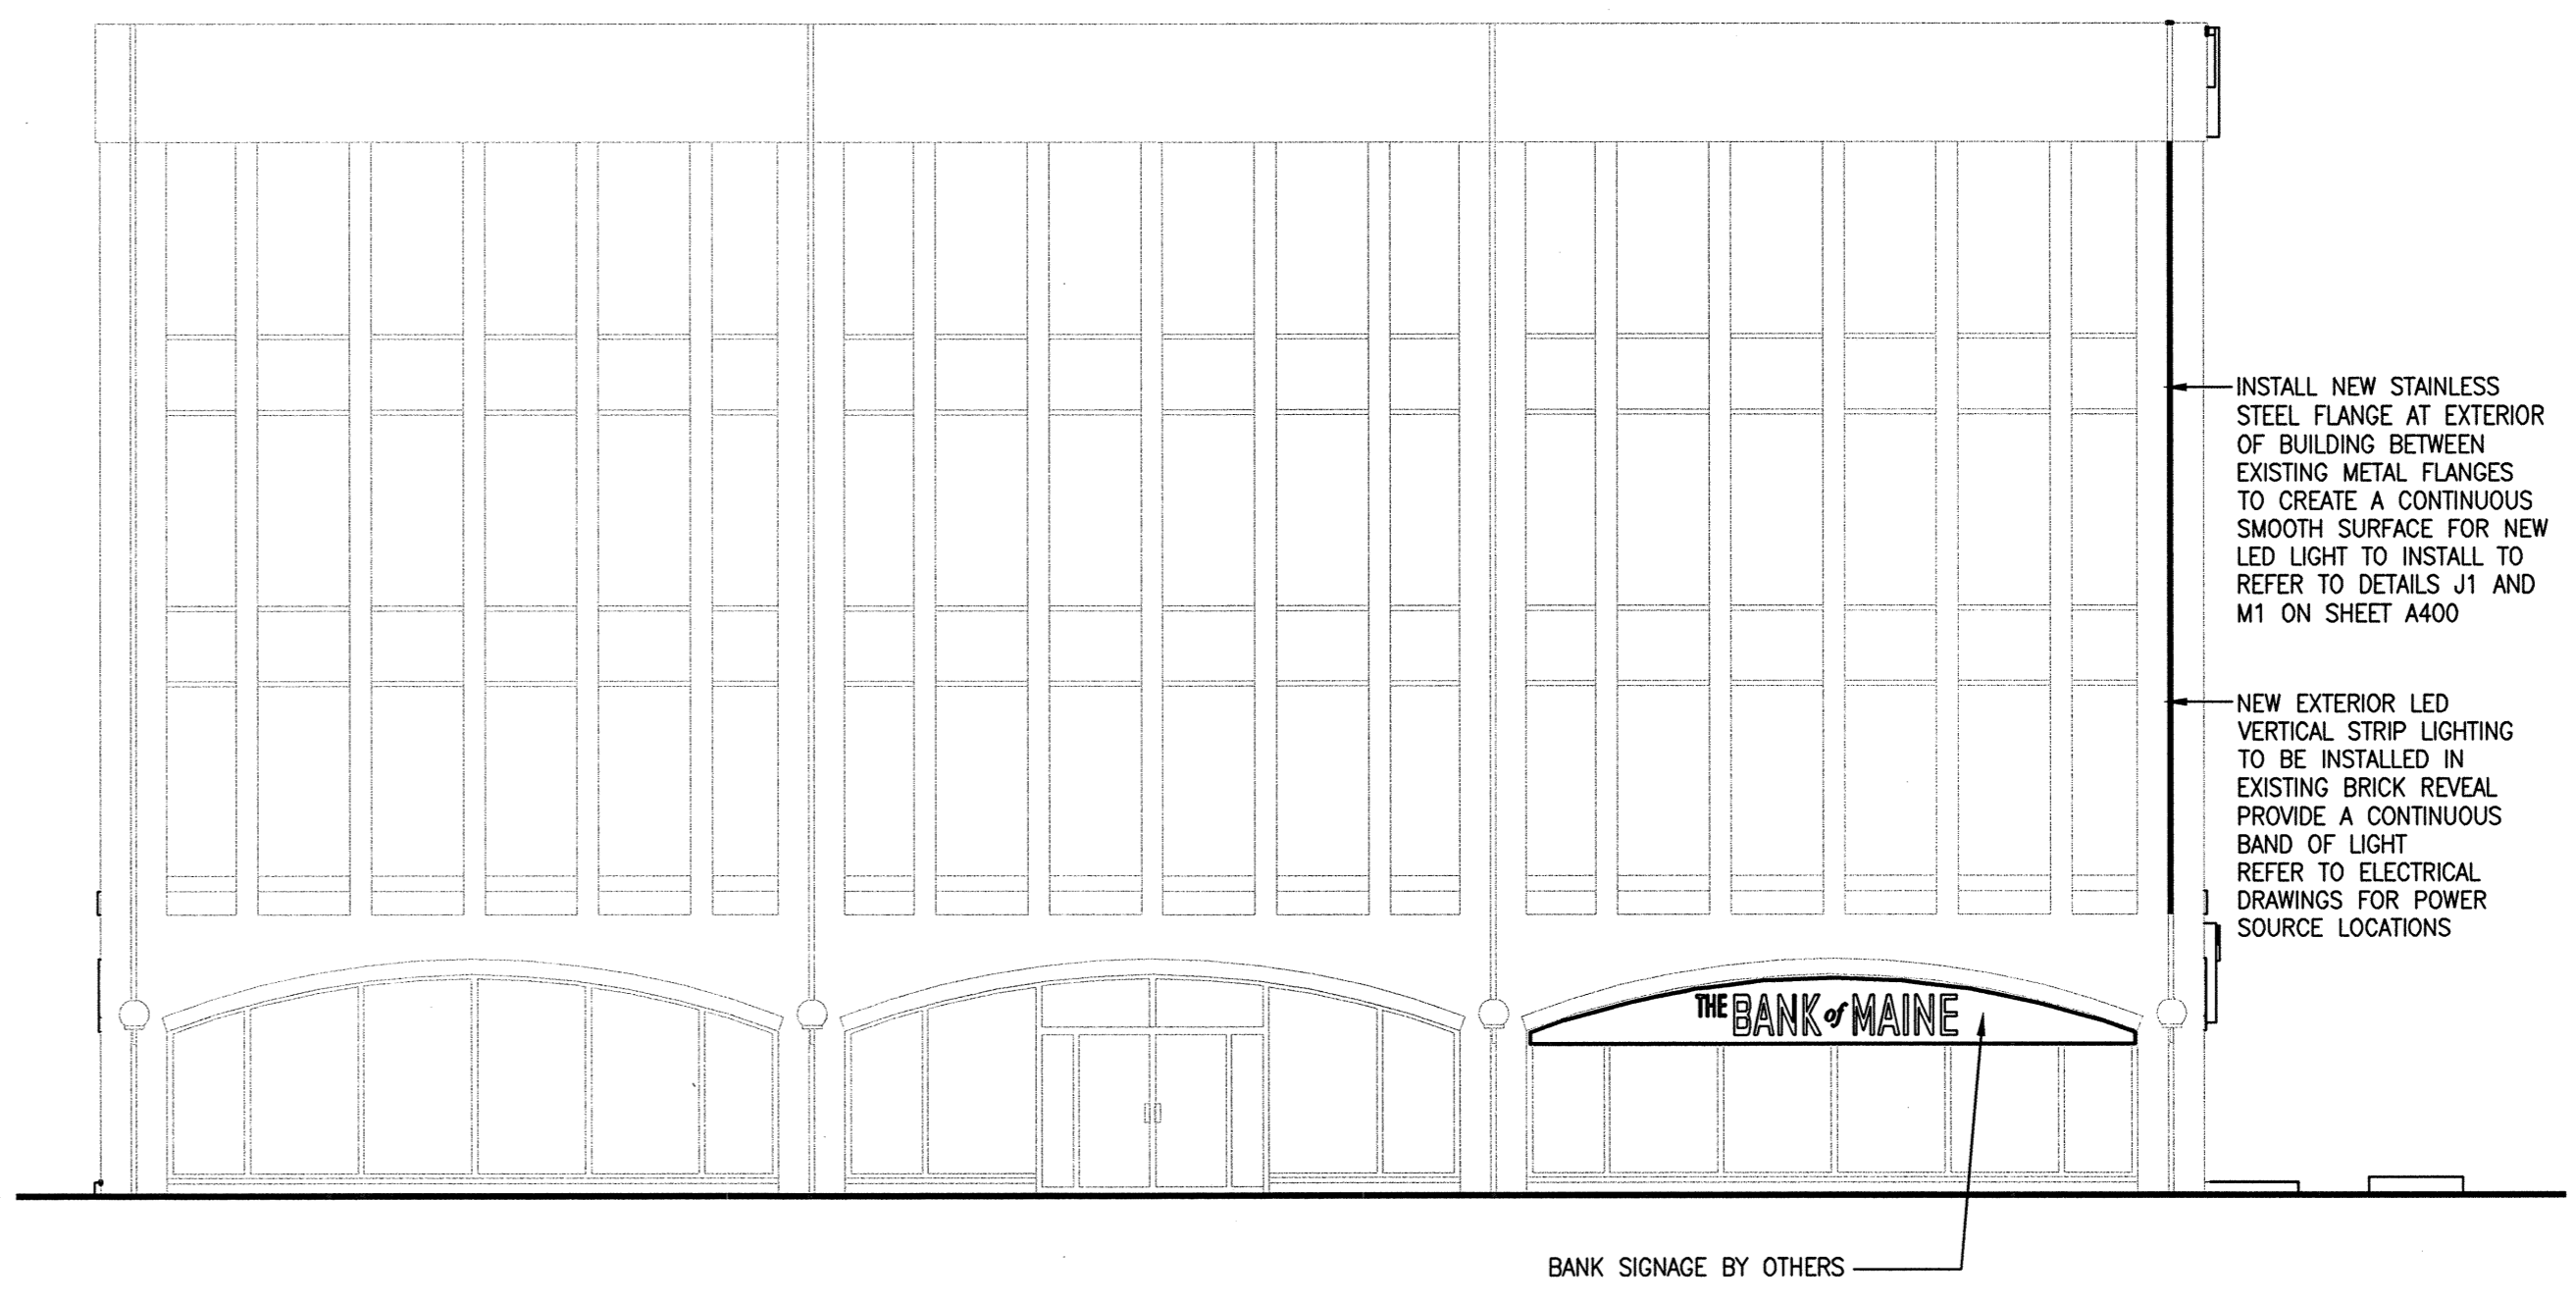 INSTALL NEW STAINLESS
STEEL FLANGE AT EXTERIOR
OF BUILDING BETWEEN
EXISTING METAL FLANGES
TO CREATE A CONTINUOUS
SMOOTH SURFACE FOR NEW
LED LIGHT TO INSTALL TO
REFER TO DETAILS J1 AND
M1 ON SHEET A400
NEW EXTERIOR LED
VERTICAL STRIP LIGHTING
TO BE INSTALLED IN
EXISTING BRICK REVEAL
PROVIDE A CONTINUOUS
BAND OF LIGHT
REFER TO ELECTRICAL
DRAWINGS FOR POWER
SOURCE LOCATIONS
THE BANK of MAINE
BANK SIGNAGE BY OTHERS